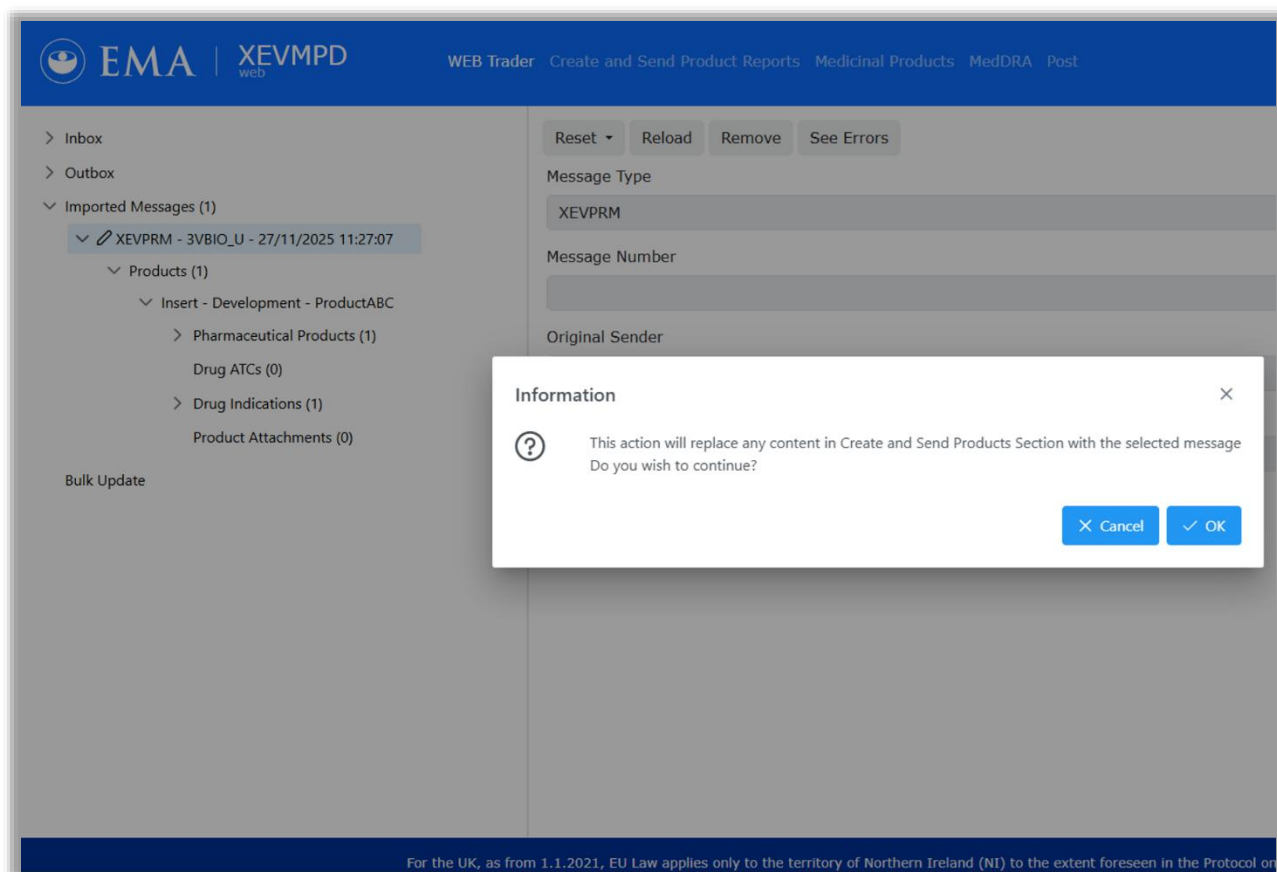 EMA
XEVMPD
web
WEB Trader Create and Send Product Reports Medicinal Products MedDRA Post
Inbox
Outbox
Imported Messages (1)
XEVPRM - 3VBIO_U - 27/11/2025 11:27:07
Products (1)
Insert - Development - ProductABC
Pharmaceutical Products (1)
Drug ATCs (0)
Drug Indications (1)
Product Attachments (0)
Bulk Update
Reset Reload Remove See Errors
Message Type
XEVPRM
Message Number
Original Sender
Information
This action will replace any content in Create and Send Products Section with the selected message
Do you wish to continue?
Cancel OK
For the UK, as from 1.1.2021, EU Law applies only to the territory of Northern Ireland (NI) to the extent foreseen in the Protocol on